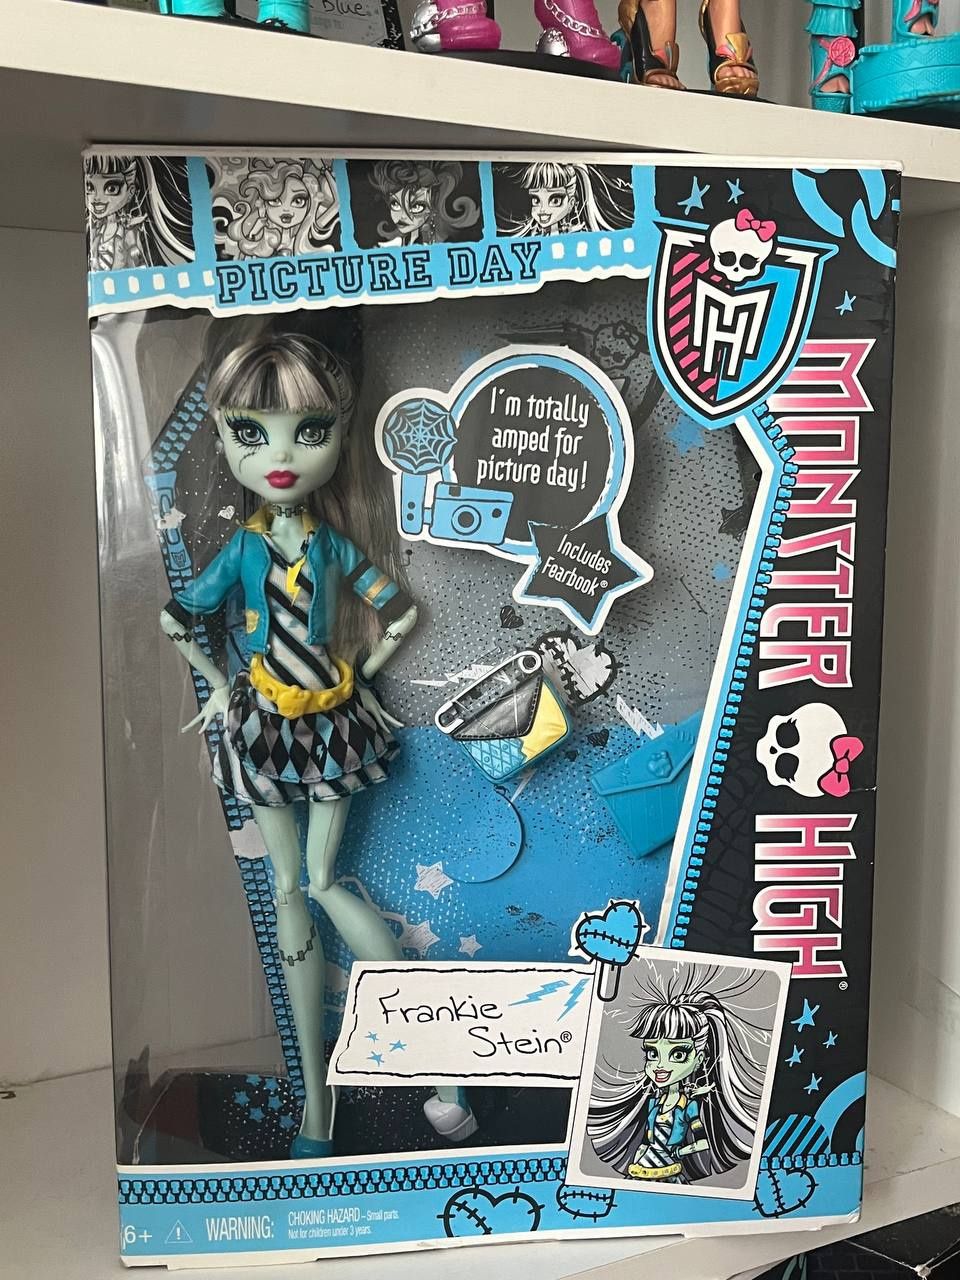 Blue
PICTURE DAY
MH
I'm totally
amped for
picture day!
Includes
Fearbook®
MONSTER HIGH®
Frankie
Stein®
6+
WARNING:
CHOKING HAZARD – Small parts.
Not for children under 3 years.